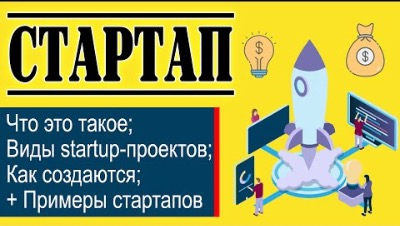 СТАРТАП
Что это такое;
Виды startup-проектов;
Как создаются;
+ Примеры стартапов